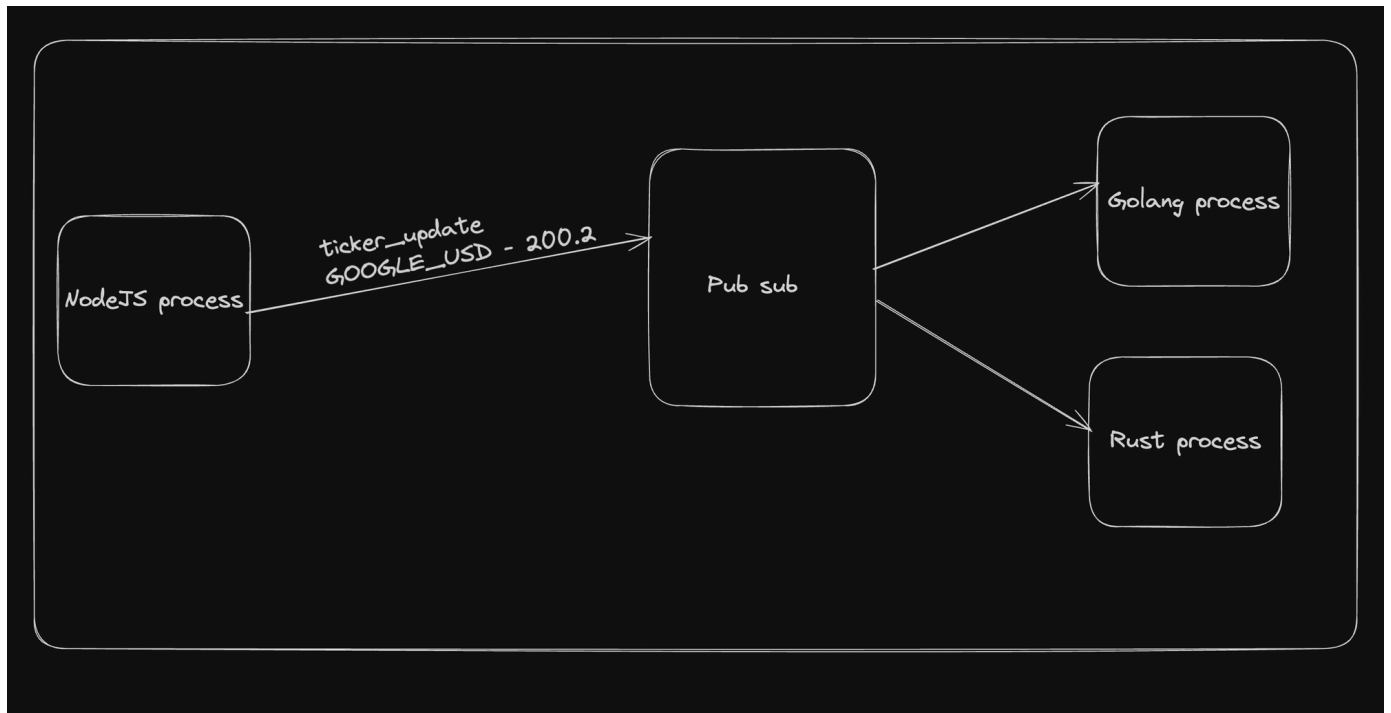 ticker_update
GOOGLE_USD - 200.2
NodeJS process
Pub sub
Golang process
Rust process